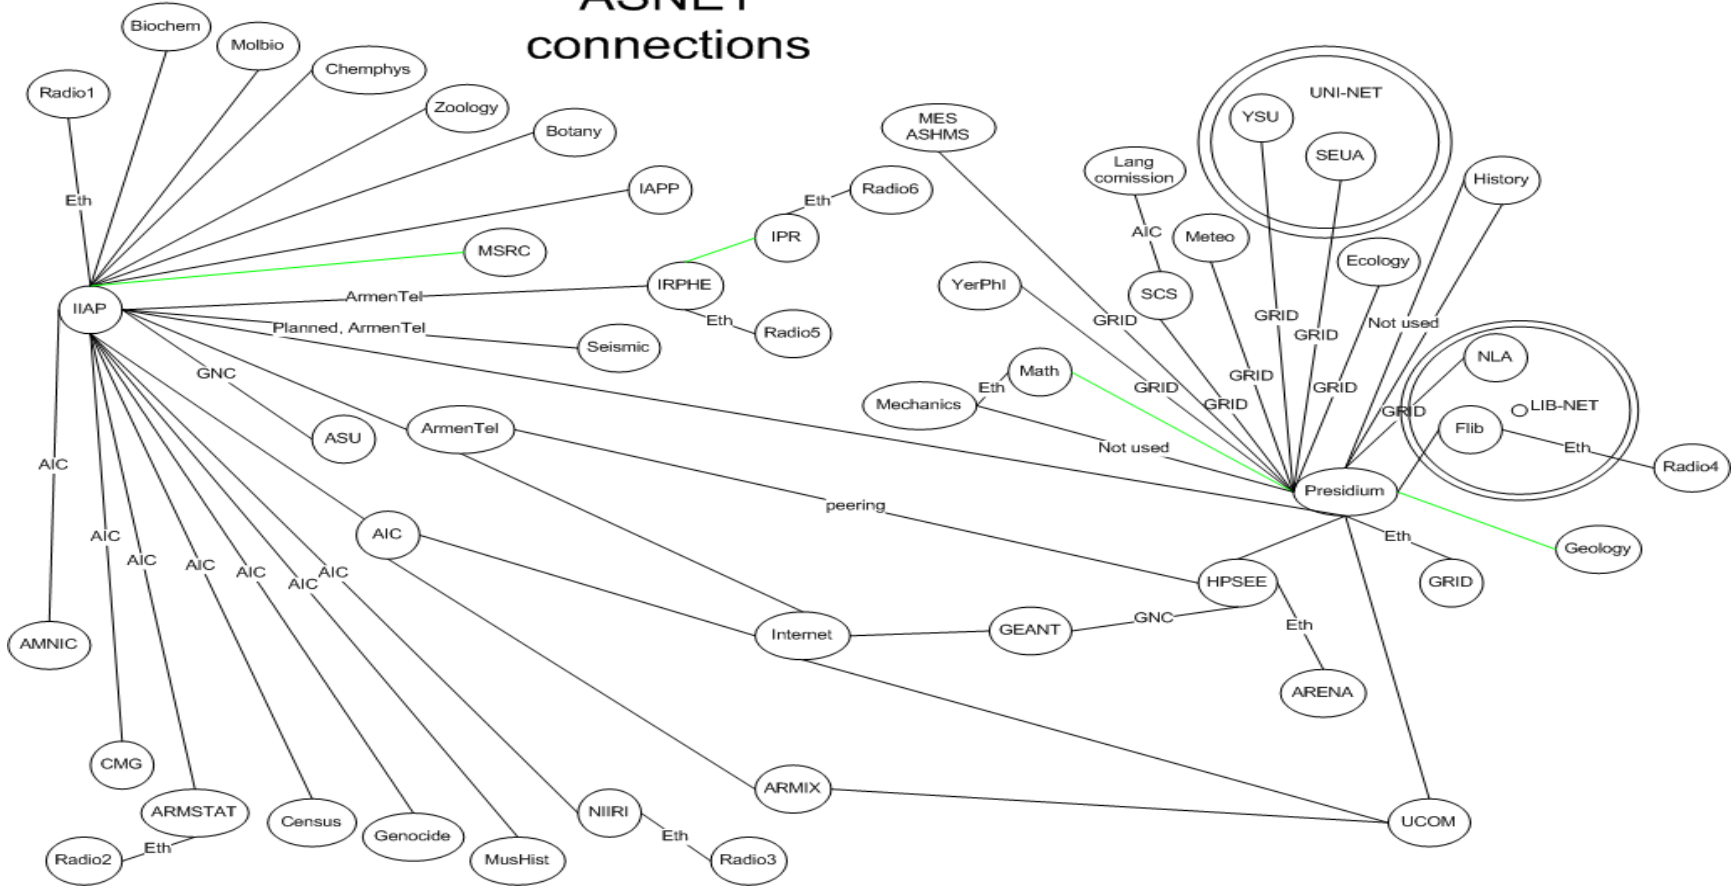 ASNET
connections
Biochem
Molbio
Chemphys
Radio1
Zoology
Botany
Eth
IAPP
MSRC
IIAP
ArmenTel
IRPHE
Eth
Radio6
IPR
Eth
Radio5
Planned, ArmenTel
Seismic
GNC
ASU
ArmenTel
AIC
AIC
AIC
AIC
AIC
AIC
AIC
AIC
AIC
AMNIC
CMG
ARMSTAT
Eth
Radio2
Census
Genocide
MusHist
NIIRI
Eth
Radio3
peering
Internet
GEANT
GNC
HPSEE
Eth
ARENA
ARMIX
UCOM
MES
ASHMS
GRID
YerPhI
GRID
Lang
comission
AIC
SCS
GRID
Meteo
GRID
UNI-NET
YSU
SEUA
GRID
GRID
Ecology
GRID
History
Not used
Math
Eth
Mechanics
Not used
NLA
GRID
LIB-NET
Flib
Eth
Radio4
Presidium
Geology
Eth
GRID